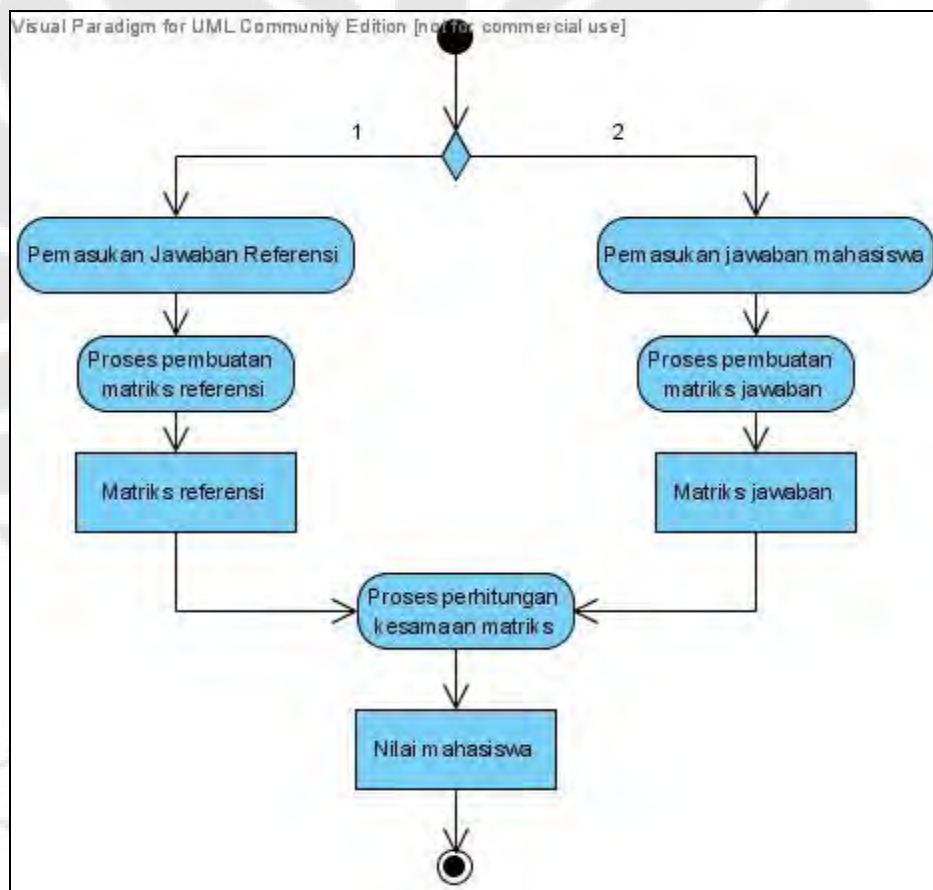 Visual Paradigm for UML Community Edition [not for commercial use]
1
2
Pemasukan Jawaban Referensi
Pemasukan jawaban mahasiswa
Proses pembuatan
matriks referensi
Proses pembuatan
matriks jawaban
Matriks referensi
Matriks jawaban
Proses perhitungan
kesamaan matriks
Nilai mahasiswa